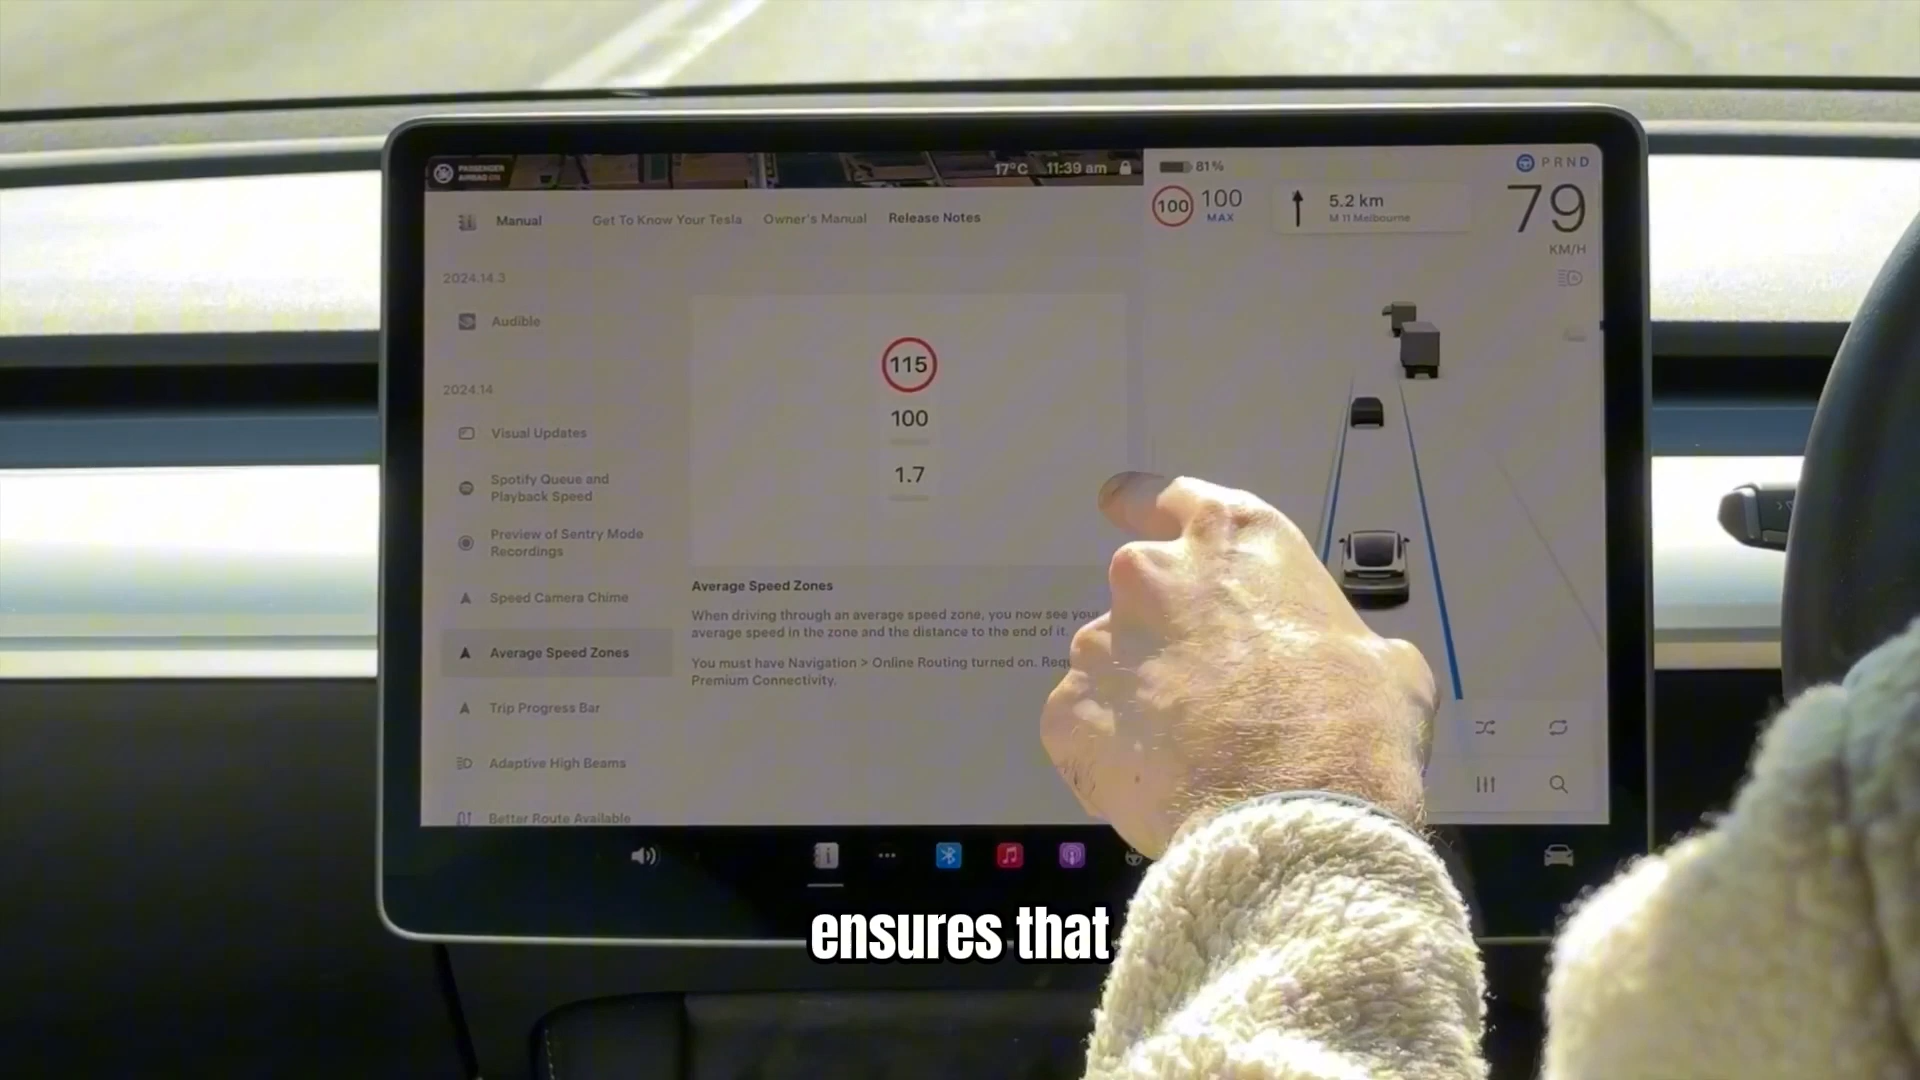 PASSENGER
AIRBAG ON
17°C 11:39 am
81%
PRND
100
100
MAX
5.2 km
M 11 Melbourne
79
KM/H
Manual
Get To Know Your Tesla
Owner's Manual
Release Notes
2024.14.3
Audible
2024.14
Visual Updates
Spotify Queue and
Playback Speed
Preview of Sentry Mode
Recordings
Speed Camera Chime
Average Speed Zones
Trip Progress Bar
Adaptive High Beams
Better Route Available
115
100
1.7
Average Speed Zones
When driving through an average speed zone, you now see your
average speed in the zone and the distance to the end of it.
You must have Navigation > Online Routing turned on.
Premium Connectivity.
ensures that